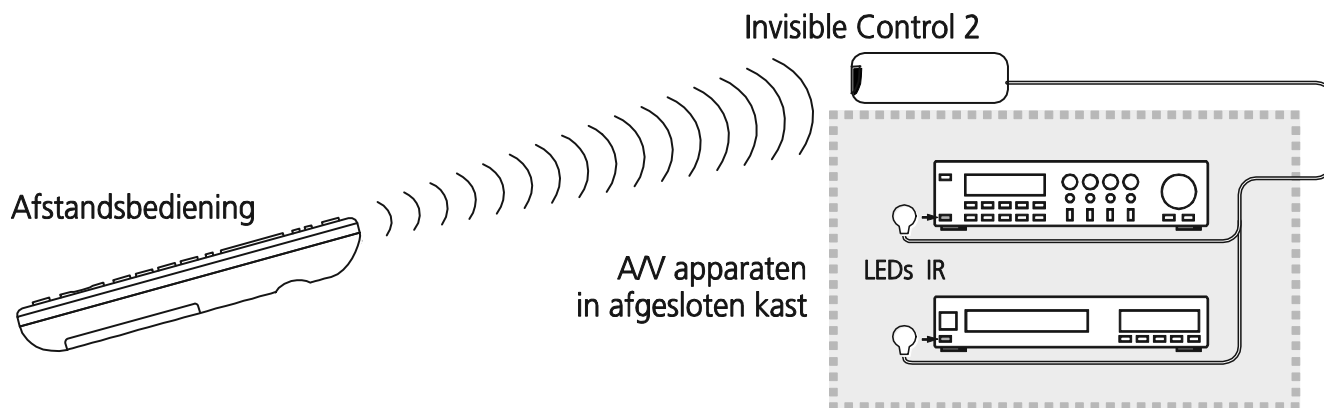 Invisible Control 2
Afstandsbediening
A/V apparaten
in afgesloten kast
LEDs IR